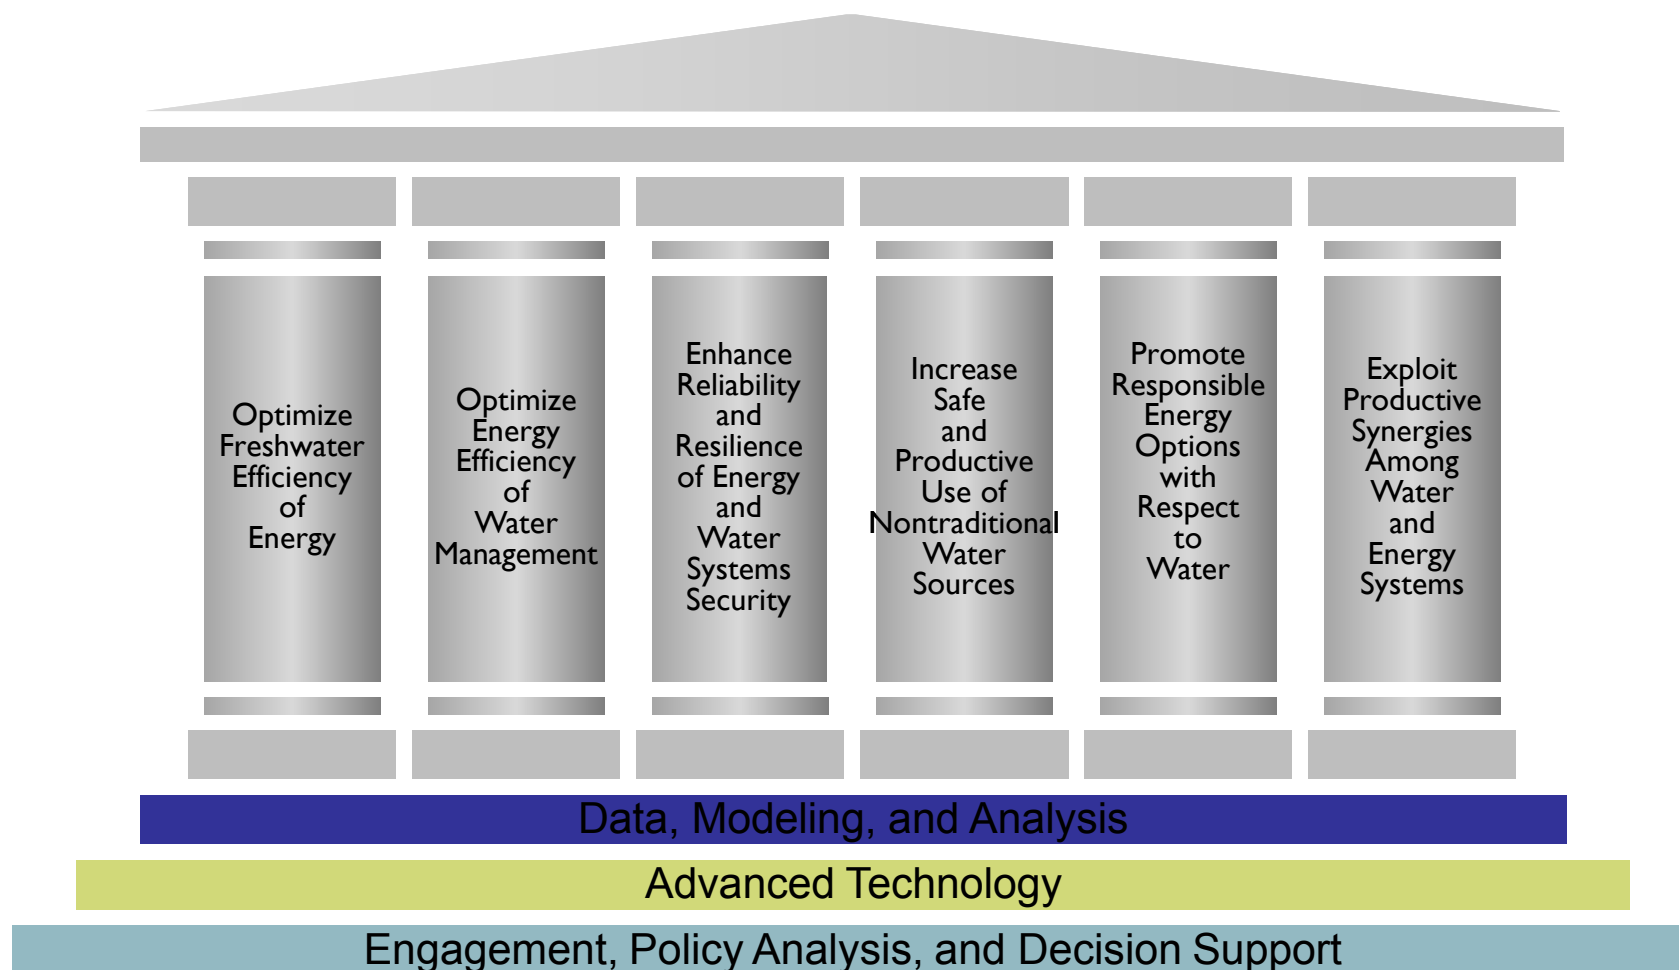 Optimize
Freshwater
Efficiency
of
Energy
Optimize
Energy
Efficiency
of
Water
Management
Enhance
Reliability
and
Resilience
of Energy
and
Water
Systems
Security
Increase
Safe
and
Productive
Use of
Nontraditional
Water
Sources
Promote
Responsible
Energy
Options
with
Respect
to
Water
Exploit
Productive
Synergies
Among
Water
and
Energy
Systems
Data, Modeling, and Analysis
Advanced Technology
Engagement, Policy Analysis, and Decision Support